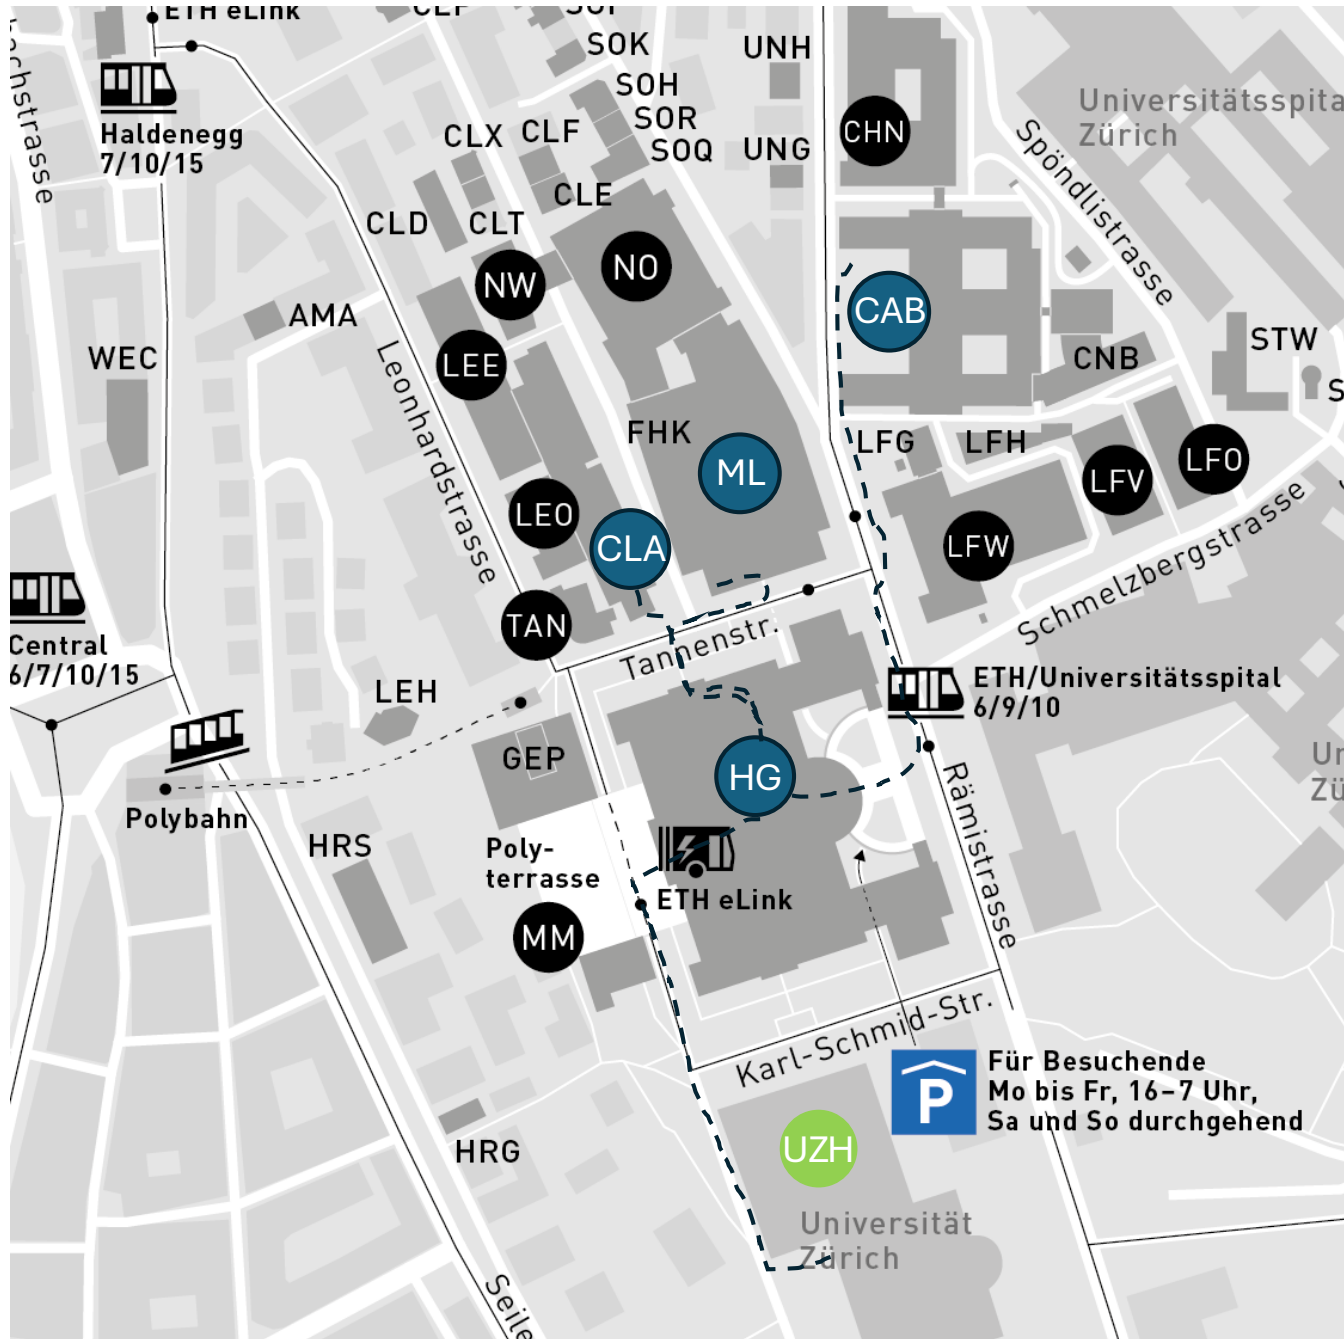 ETH eLink
SOK
UNH
SOH
SOR
SOQ
UNG
CHN
Universitätsspita
Zürich
Haldenegg
7/10/15
CLX
CLF
CLE
CLD
CLT
NW
NO
Spöndlistrasse
AMA
WEC
LEE
CAB
CNB
STW
S
Leonhardstrasse
FHK
ML
LFG
LFH
LFV
LFO
LEO
CLA
LFW
Schmelzbergstrasse
TAN
Tannenstr.
Central
6/7/10/15
LEH
ETH/Universitätsspital
6/9/10
GEP
HG
Polybahn
HRS
Poly-
terrasse
ETH eLink
MM
Rämistrasse
Karl-Schmid-Str.
P
Für Besuchende
Mo bis Fr, 16–7 Uhr,
Sa und So durchgehend
HRG
UZH
Universität
Zürich
Seile